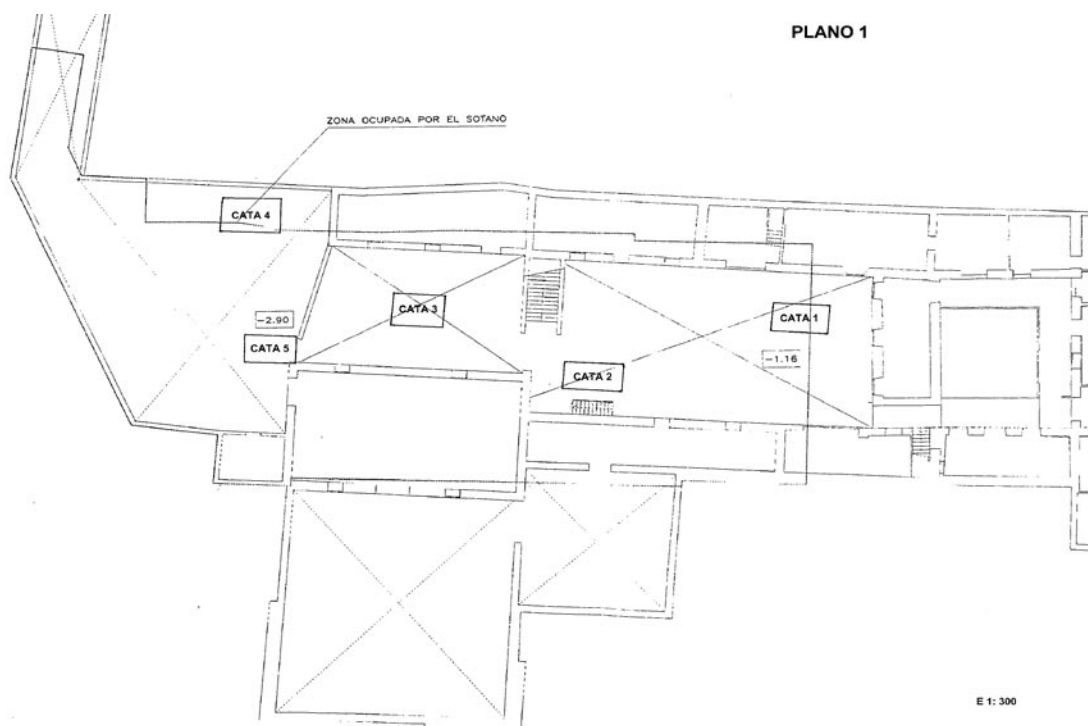 PLANO 1
ZONA OCUPADA POR EL SOTANO
CATA 4
CATA 3
CATA 1
-2.90
CATA 5
-1.16
CATA 2
E 1: 300